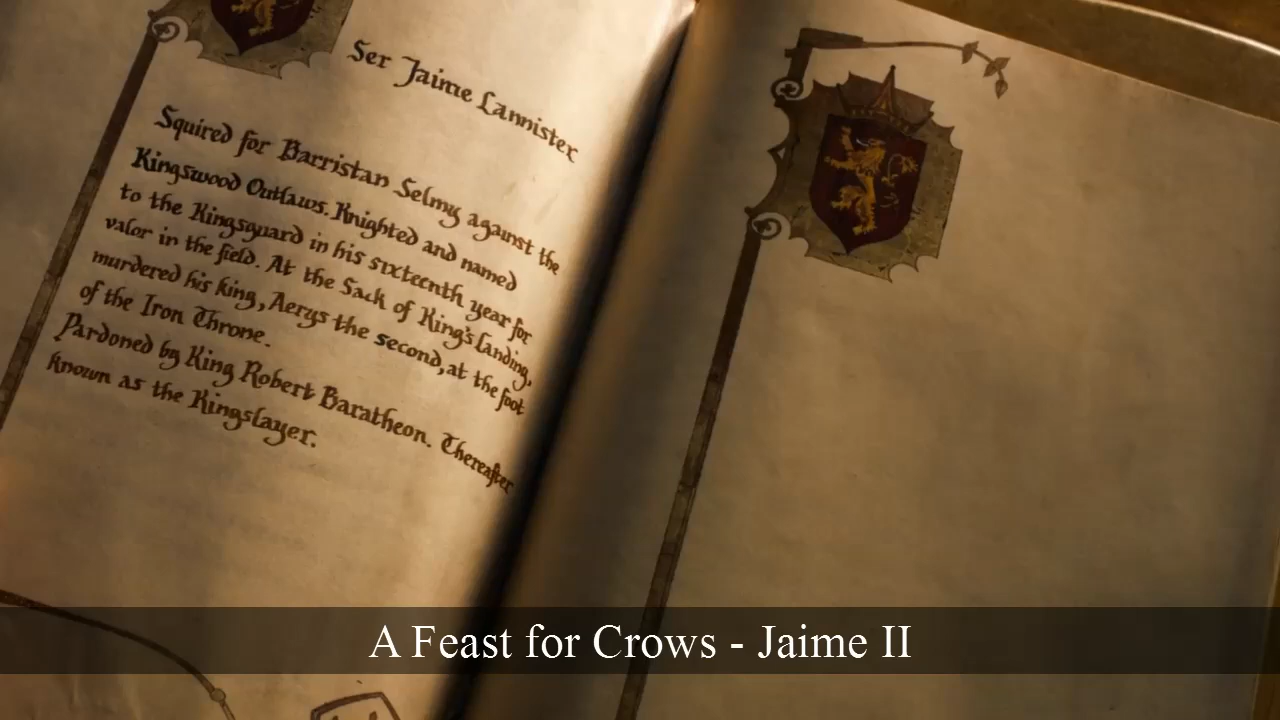 Ser Jaime Lannister
Squired for Barristan Selmy against the
Kingswood Outlaws. Knighted and named
to the Kingsguard in his sixteenth year for
valor in the field. At the Sack of King's Landing,
murdered his king, Aerys the second, at the foot
of the Iron Throne.
Pardoned by King Robert Baratheon. Thereafter
known as the Kingslayer.
A Feast for Crows - Jaime II